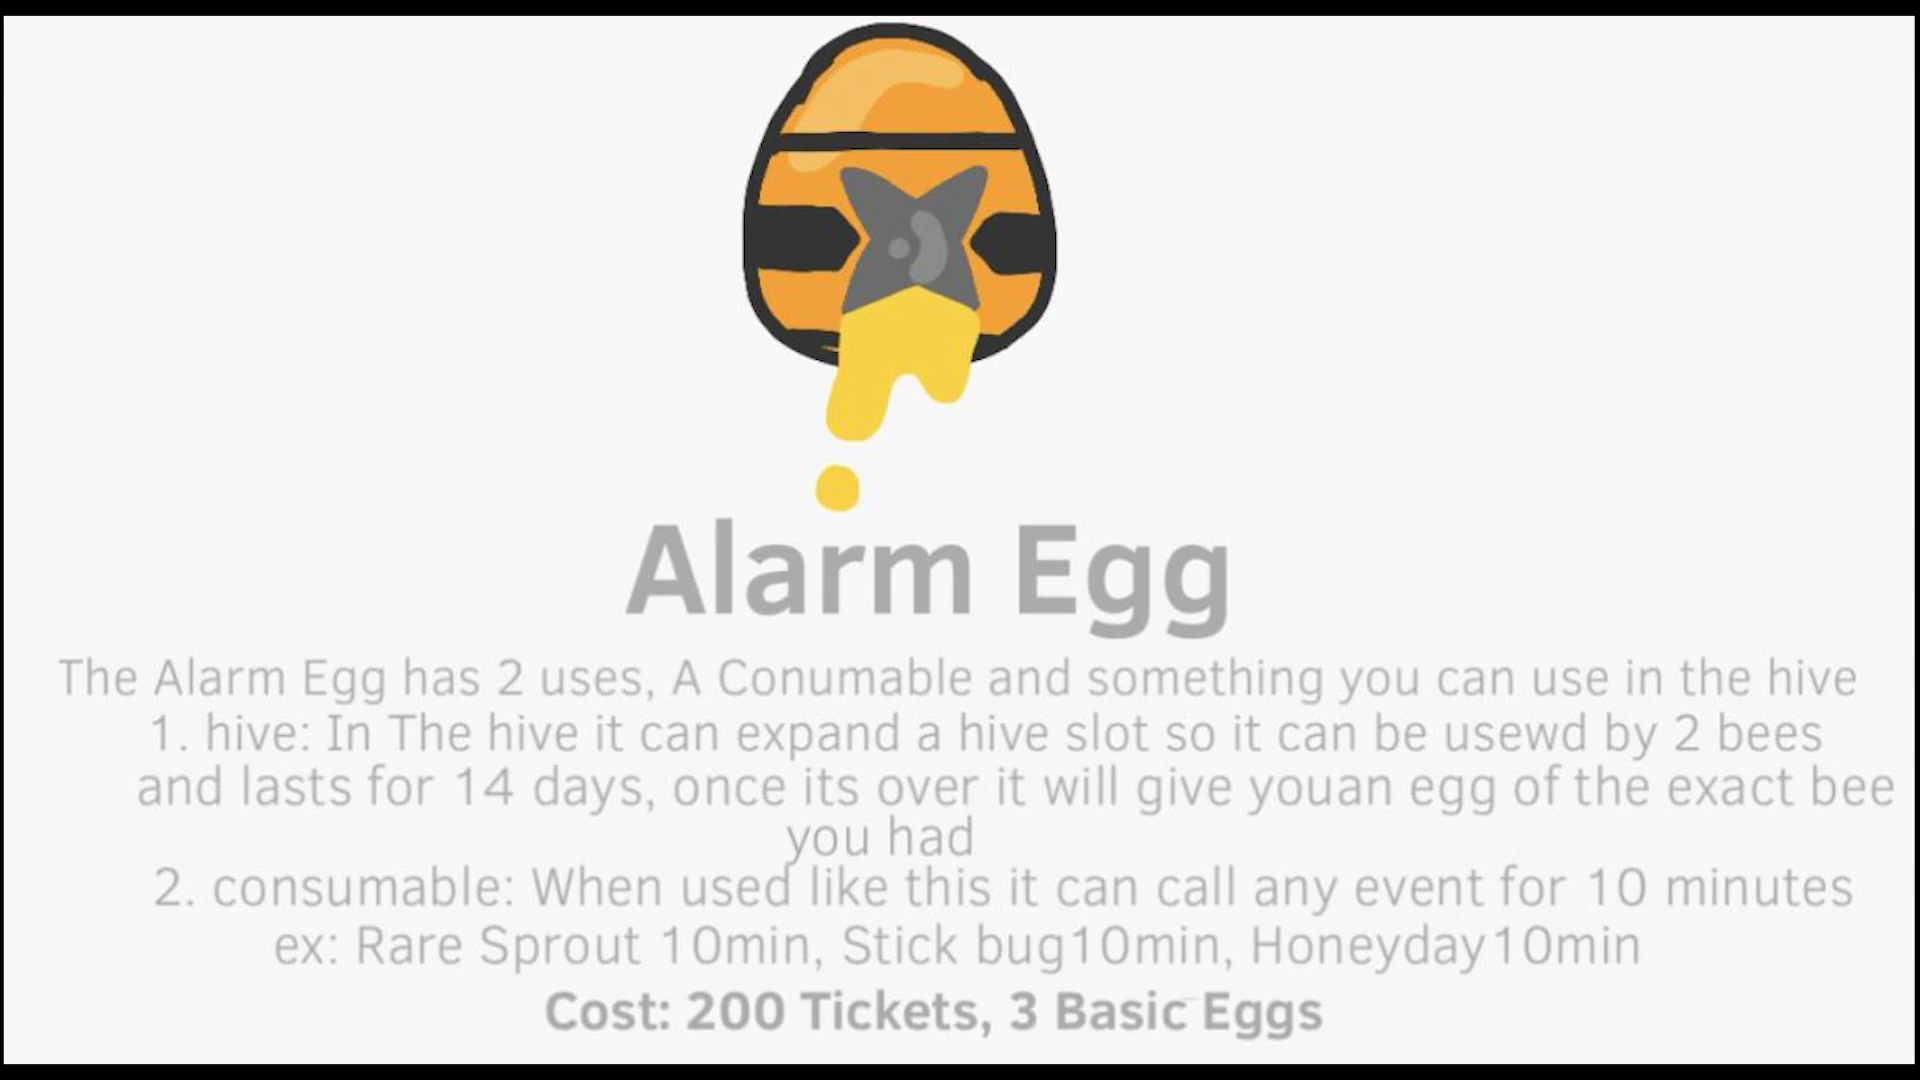 Alarm Egg
The Alarm Egg has 2 uses, A Conumable and something you can use in the hive
1. hive: In The hive it can expand a hive slot so it can be usewd by 2 bees
and lasts for 14 days, once its over it will give youan egg of the exact bee
you had
2. consumable: When used like this it can call any event for 10 minutes
ex: Rare Sprout 10min, Stick bug10min, Honeyday10min
Cost: 200 Tickets, 3 Basic Eggs